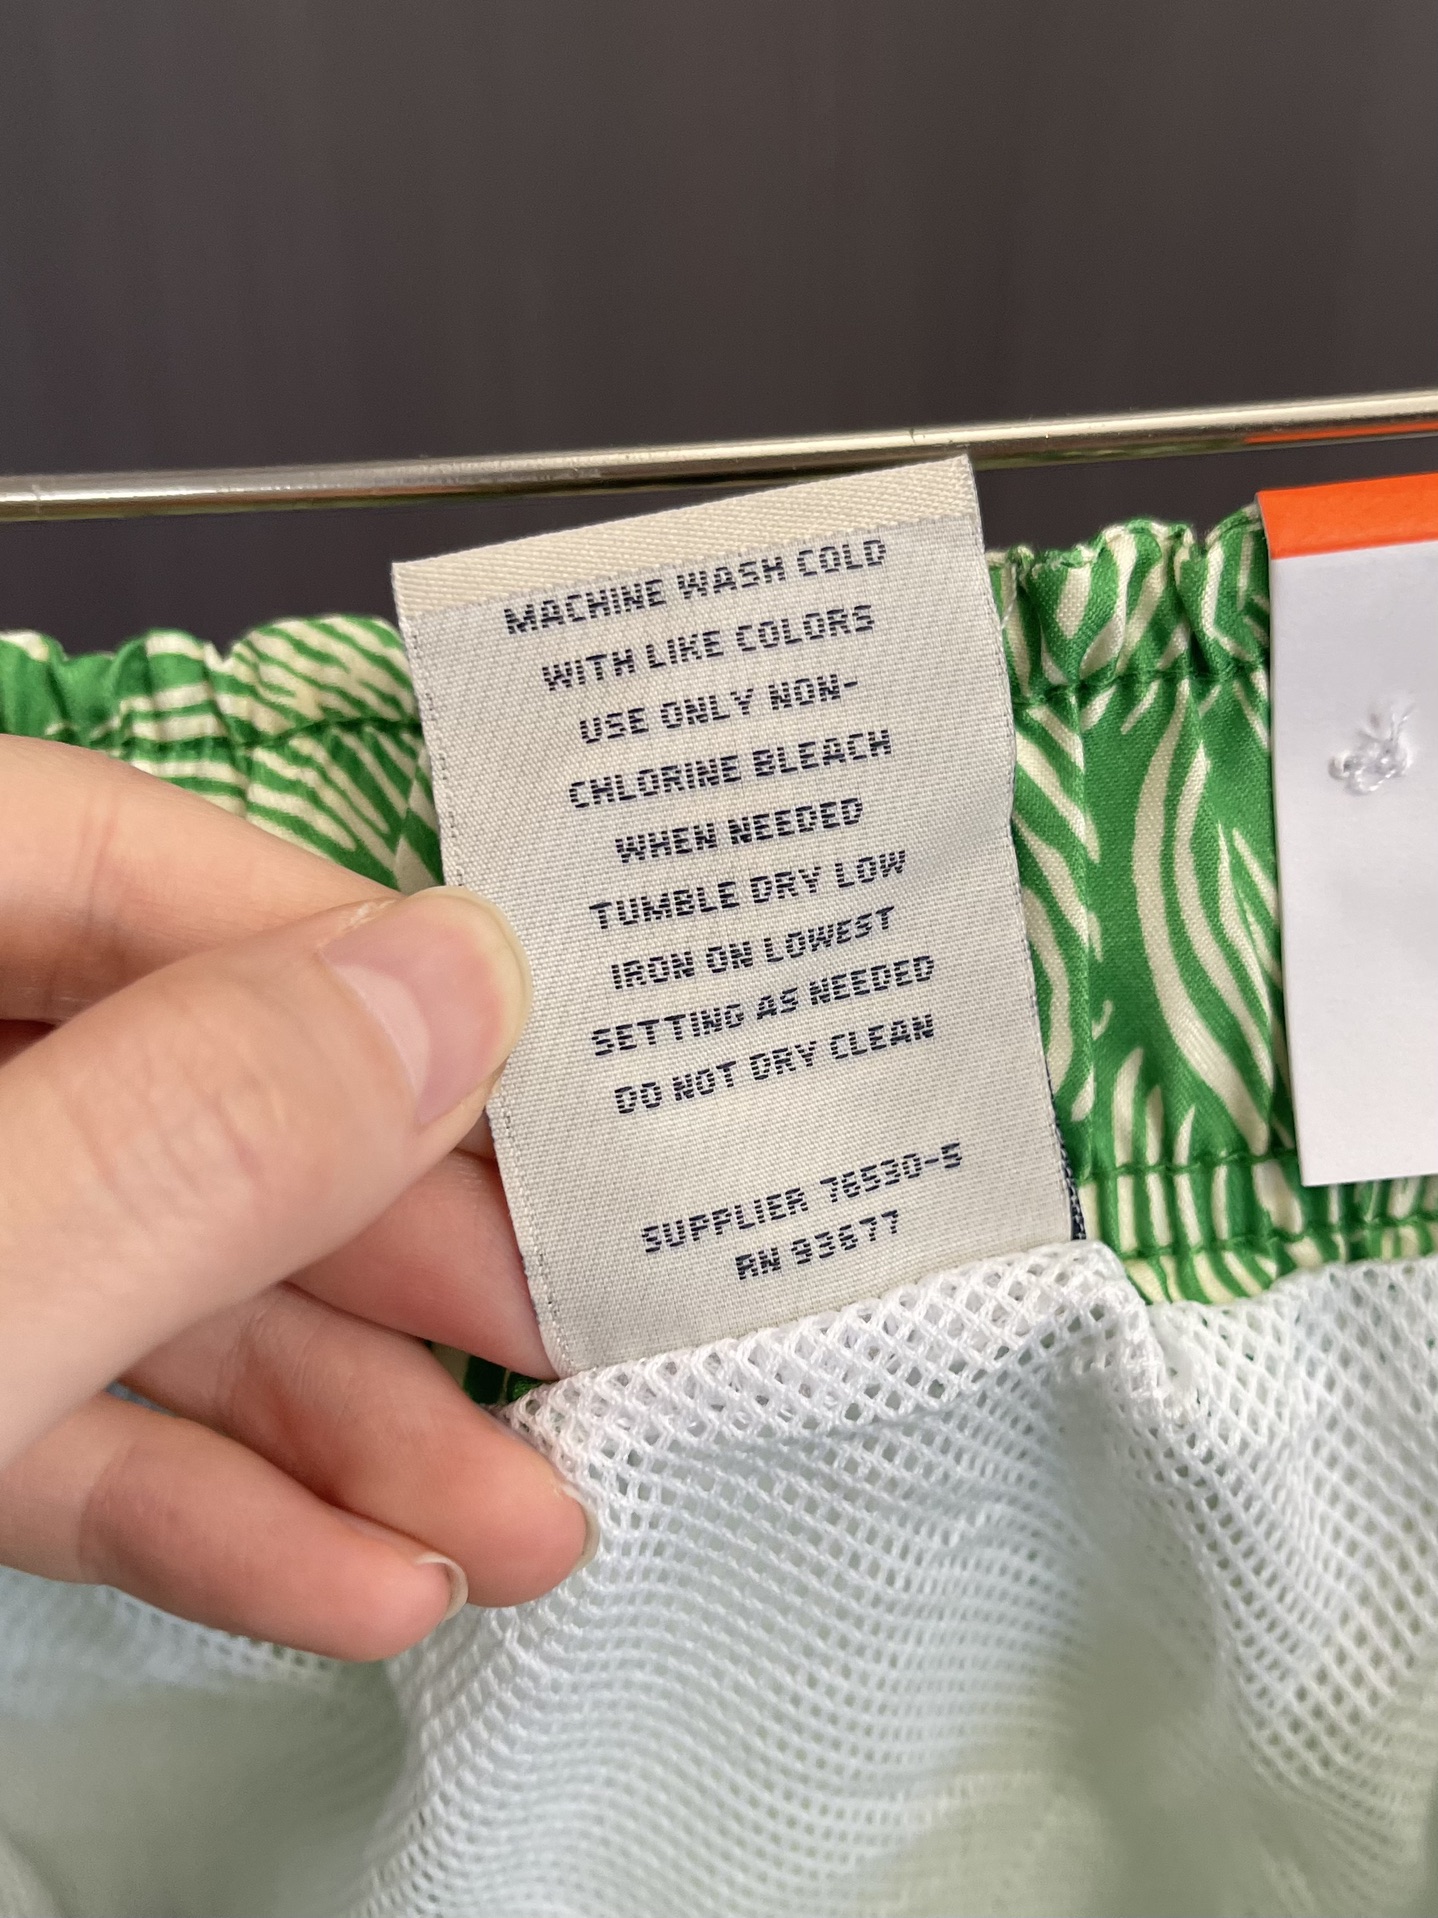 MACHINE WASH COLD
WITH LIKE COLORS
USE ONLY NON-
CHLORINE BLEACH
WHEN NEEDED
TUMBLE DRY LOW
IRON ON LOWEST
SETTING AS NEEDED
DO NOT DRY CLEAN
SUPPLIER 76530-5
RN 93677